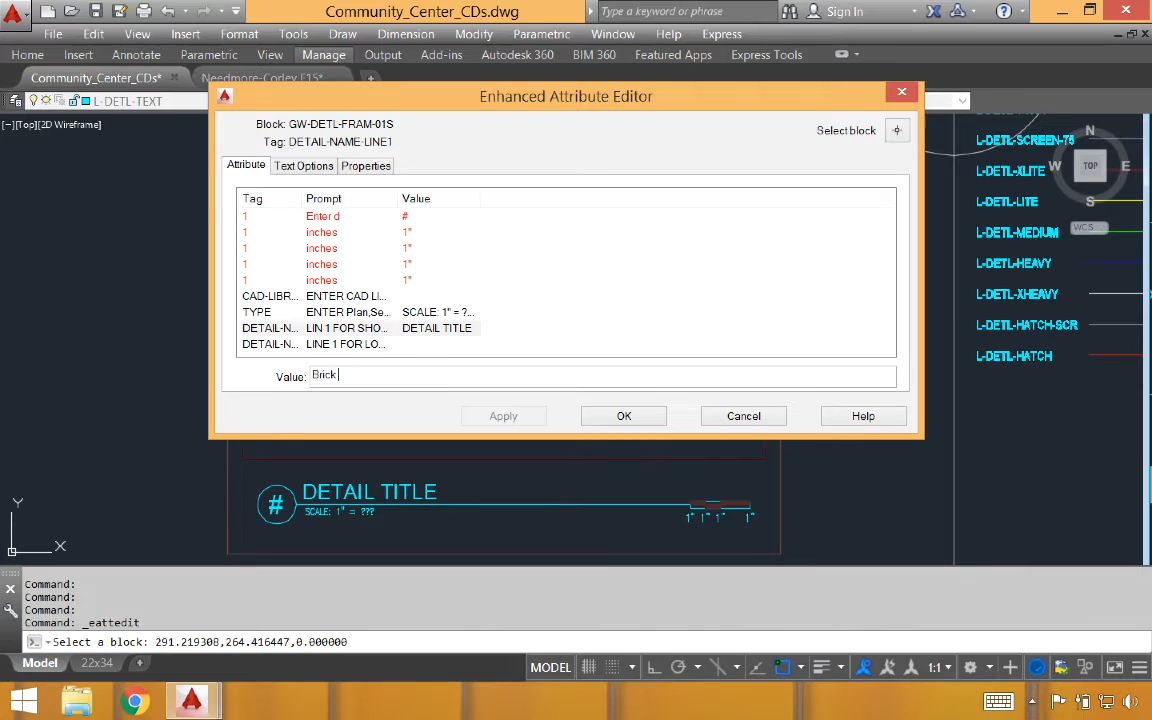 Community_Center_CDs.dwg
Type a keyword or phrase
Sign In
File Edit View Insert Format Tools Draw Dimension Modify Parametric Window Help Express
Home Insert Annotate Parametric View Manage Output Add-ins Autodesk 360 BIM 360 Featured Apps Express Tools
Community_Center_CDs*
L-DETL-TEXT
[−][Top][2D Wireframe]
Enhanced Attribute Editor
Block: GW-DETL-FRAM-01S
Tag: DETAIL-NAME-LINE1
Select block
Attribute Text Options Properties
Tag Prompt Value
1 Enter d #
1 inches 1"
1 inches 1"
1 inches 1"
1 inches 1"
CAD-LIBR... ENTER CAD LI...
TYPE ENTER Plan,Se... SCALE: 1" = ?...
DETAIL-N... LIN 1 FOR SHO... DETAIL TITLE
DETAIL-N... LINE 1 FOR LO...
Value: Brick
Apply OK Cancel Help
L-DETL-SCREEN-75
L-DETL-XLITE
L-DETL-LITE
L-DETL-MEDIUM
L-DETL-HEAVY
L-DETL-XHEAVY
L-DETL-HATCH-SCR
L-DETL-HATCH
N
W TOP E
S
WCS
# DETAIL TITLE
SCALE: 1" = ???
1" 1" 1" 1"
Y
X
Command:
Command:
Command:
Command: _eattedit
Select a block: 291.219308,264.416447,0.000000
Model 22x34
MODEL 1:1